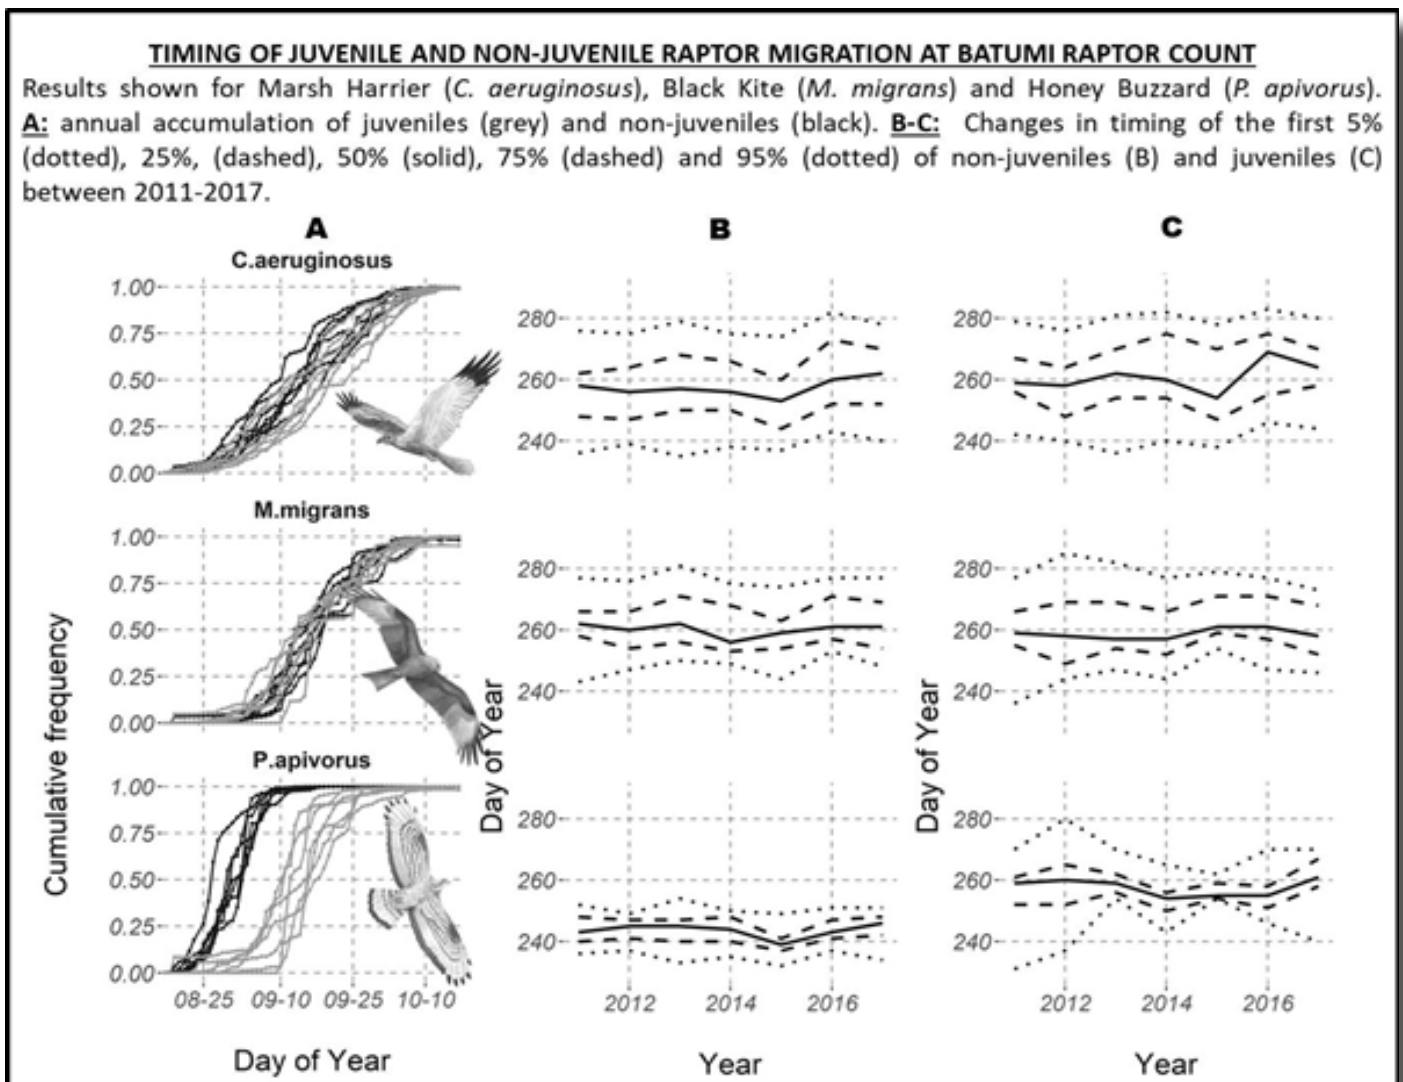 TIMING OF JUVENILE AND NON-JUVENILE RAPTOR MIGRATION AT BATUMI RAPTOR COUNT
Results shown for Marsh Harrier (C. aeruginosus), Black Kite (M. migrans) and Honey Buzzard (P. apivorus).
A: annual accumulation of juveniles (grey) and non-juveniles (black). B-C: Changes in timing of the first 5%
(dotted), 25%, (dashed), 50% (solid), 75% (dashed) and 95% (dotted) of non-juveniles (B) and juveniles (C)
between 2011-2017.
A
B
C
C.aeruginosus
1.00
0.75
0.50
0.25
0.00
280
260
240
280
260
240
M.migrans
1.00
0.75
0.50
0.25
0.00
280
260
240
280
260
240
P.apivorus
1.00
0.75
0.50
0.25
0.00
280
260
240
280
260
240
Cumulative frequency
Day of Year
Day of Year
08-25 09-10 09-25 10-10
2012 2014 2016
2012 2014 2016
Day of Year
Year
Year